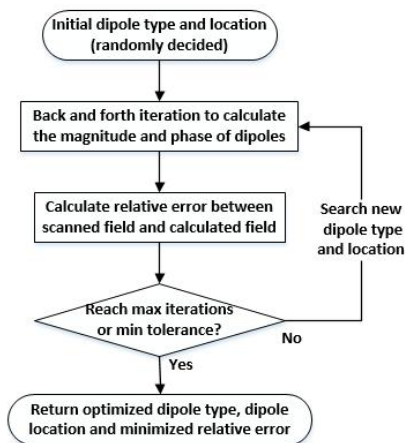 Initial dipole type and location
(randomly decided)
Back and forth iteration to calculate
the magnitude and phase of dipoles
Calculate relative error between
scanned field and calculated field
Search new
dipole type
and location
Reach max iterations
or min tolerance?
No
Yes
Return optimized dipole type, dipole
location and minimized relative error